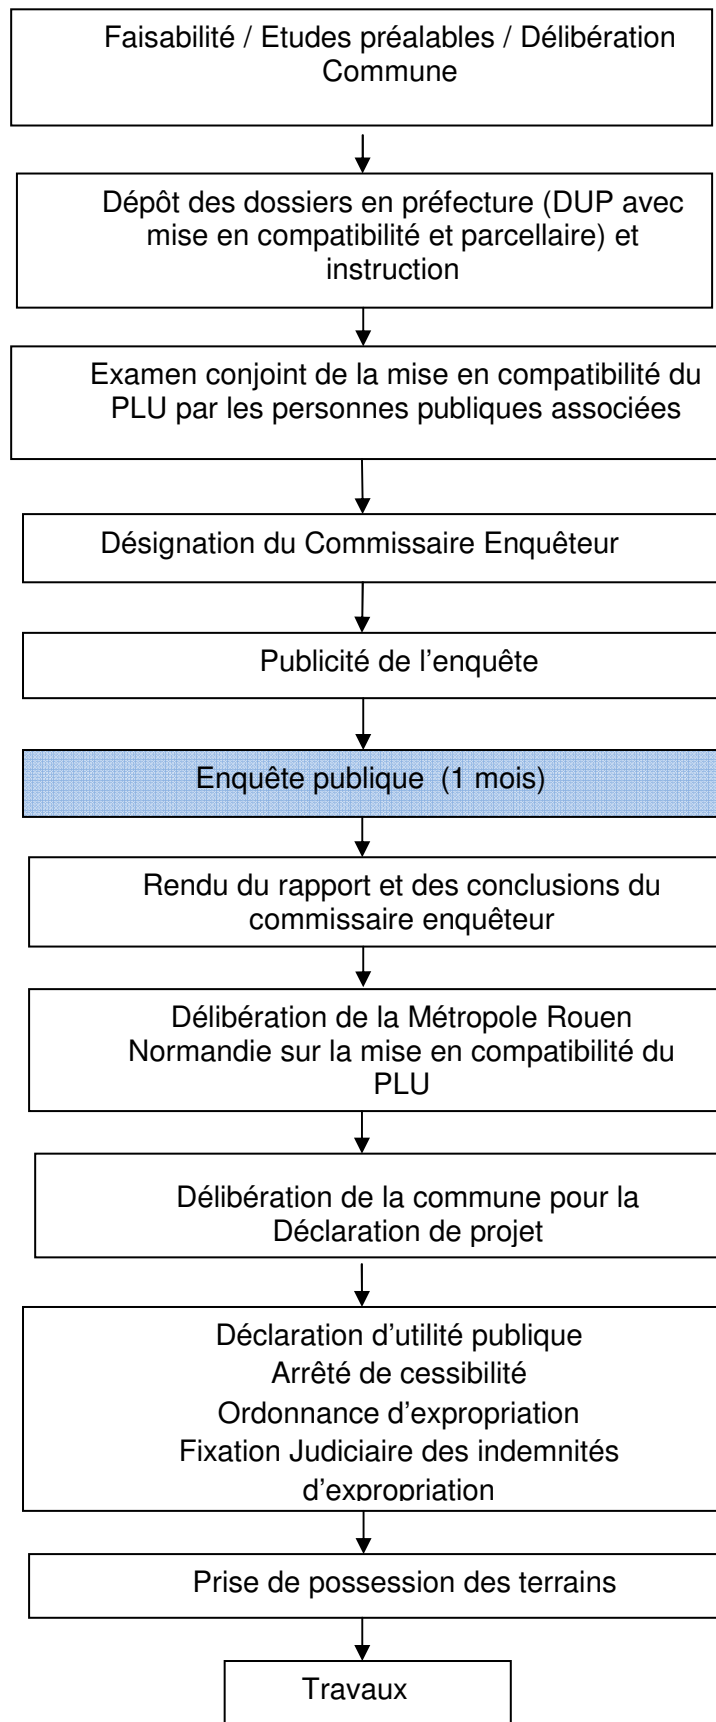 Faisabilité / Etudes préalables / Délibération
Commune
Dépôt des dossiers en préfecture (DUP avec
mise en compatibilité et parcellaire) et
instruction
Examen conjoint de la mise en compatibilité du
PLU par les personnes publiques associées
Désignation du Commissaire Enquêteur
Publicité de l'enquête
Enquête publique (1 mois)
Rendu du rapport et des conclusions du
commissaire enquêteur
Délibération de la Métropole Rouen
Normandie sur la mise en compatibilité du
PLU
Délibération de la commune pour la
Déclaration de projet
Déclaration d'utilité publique
Arrêté de cessibilité
Ordonnance d'expropriation
Fixation Judiciaire des indemnités
d'expropriation
Prise de possession des terrains
Travaux